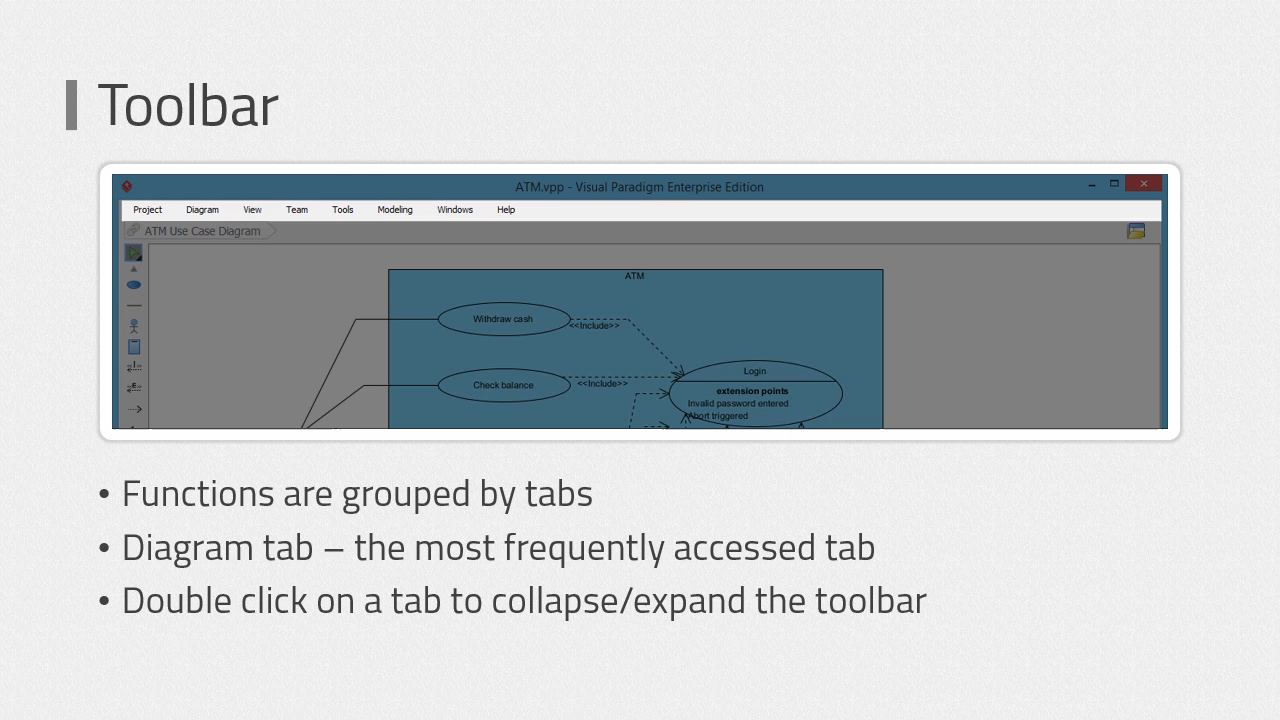 Toolbar
ATM.vpp - Visual Paradigm Enterprise Edition
Project Diagram View Team Tools Modeling Windows Help
ATM Use Case Diagram
ATM
Withdraw cash
<<Include>>
Login
Check balance
<<Include>>
extension points
Invalid password entered
Abort triggered
• Functions are grouped by tabs
• Diagram tab – the most frequently accessed tab
• Double click on a tab to collapse/expand the toolbar